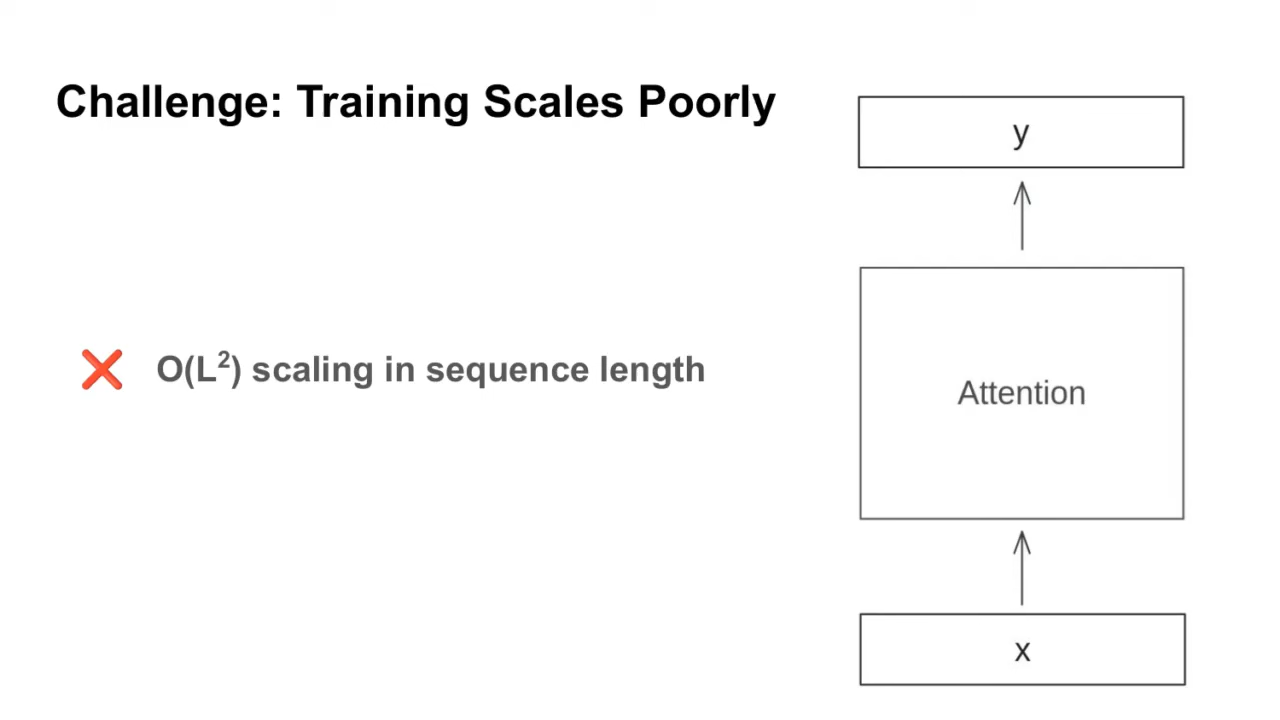 Challenge: Training Scales Poorly
❌ O(L²) scaling in sequence length
y
Attention
x